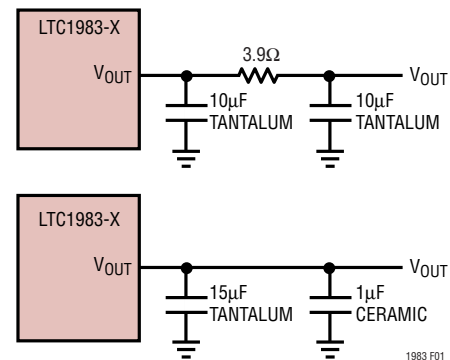 LTC1983-X
VOUT
3.9Ω
VOUT
10µF
TANTALUM
10µF
TANTALUM
LTC1983-X
VOUT
VOUT
15µF
TANTALUM
1µF
CERAMIC
1983 F01